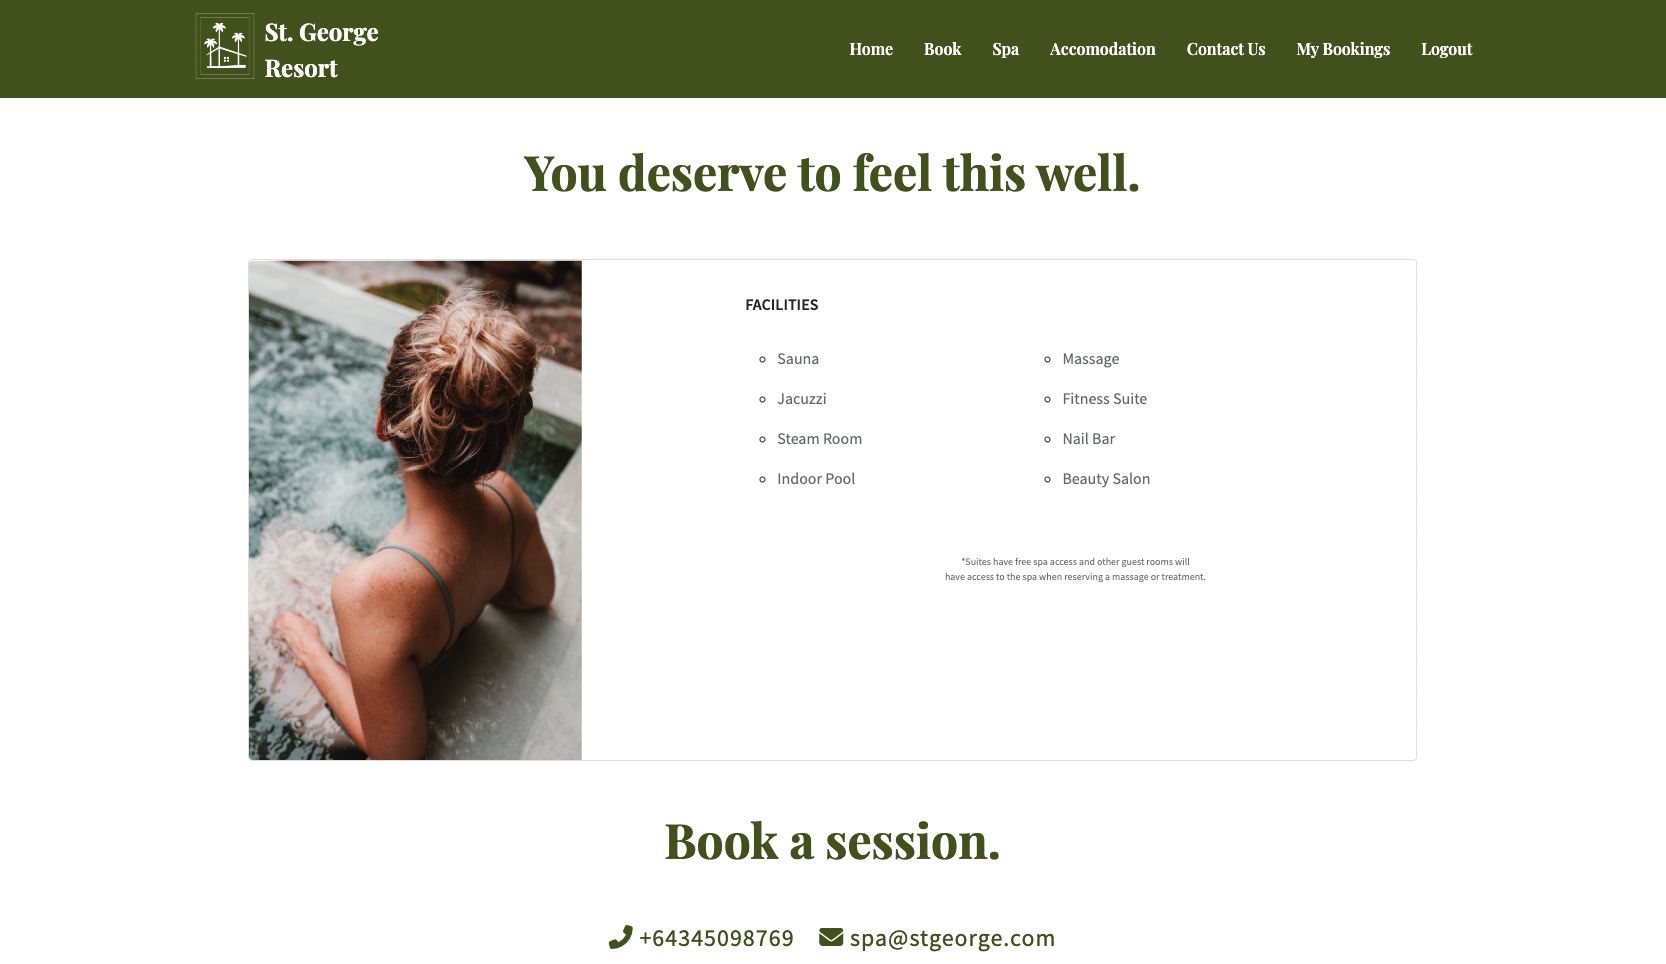 St. George
Resort
Home Book Spa Accomodation Contact Us My Bookings Logout
You deserve to feel this well.
FACILITIES
Sauna
Jacuzzi
Steam Room
Indoor Pool
Massage
Fitness Suite
Nail Bar
Beauty Salon
*Suites have free spa access and other guest rooms will
have access to the spa when reserving a massage or treatment.
Book a session.
+64345098769 spa@stgeorge.com